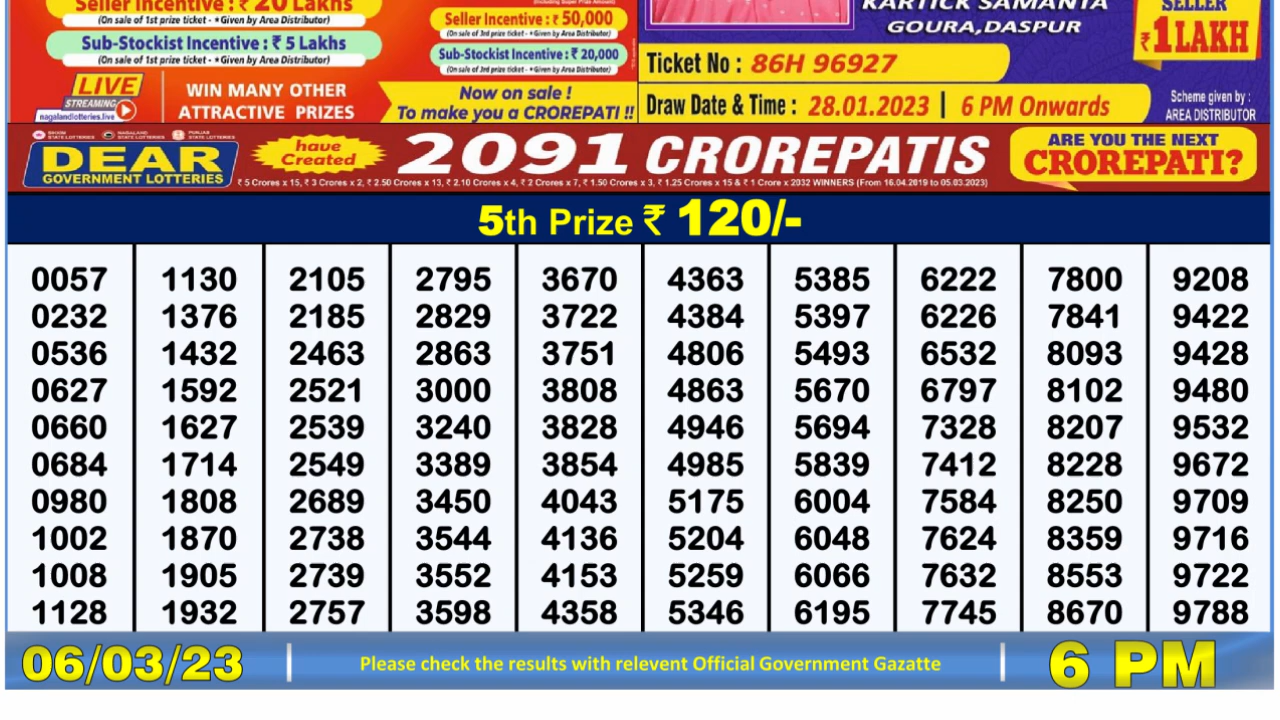 Seller Incentive : ₹ 20 Lakhs
(On sale of 1st prize ticket - *Given by Area Distributor)
Sub-Stockist Incentive : ₹ 5 Lakhs
(On sale of 1st prize ticket - *Given by Area Distributor)
Seller Incentive : ₹ 50,000
(On sale of 3rd prize ticket - *Given by Area Distributor)
Sub-Stockist Incentive : ₹ 20,000
(On sale of 3rd prize ticket - *Given by Area Distributor)
KARTICK SAMANTA
GOURA,DASPUR
SELLER
₹1LAKH
Ticket No : 86H 96927
Draw Date & Time : 28.01.2023 | 6 PM Onwards
Scheme given by :
AREA DISTRIBUTOR
LIVE
STREAMING
nagalandlotteries.live
WIN MANY OTHER
ATTRACTIVE PRIZES
Now on sale !
To make you a CROREPATI !!
DEAR
GOVERNMENT LOTTERIES
have
Created
2091 CROREPATIS
ARE YOU THE NEXT
CROREPATI?
₹ 5 Crores x 15, ₹ 3 Crores x 2, ₹ 2.50 Crores x 13, ₹ 2.10 Crores x 4, ₹ 2 Crores x 7, ₹ 1.50 Crores x 3, ₹ 1.25 Crores x 15 & ₹ 1 Crore x 2032 WINNERS (From 16.04.2019 to 05.03.2023)
5th Prize ₹ 120/-
0057 1130 2105 2795 3670 4363 5385 6222 7800 9208
0232 1376 2185 2829 3722 4384 5397 6226 7841 9422
0536 1432 2463 2863 3751 4806 5493 6532 8093 9428
0627 1592 2521 3000 3808 4863 5670 6797 8102 9480
0660 1627 2539 3240 3828 4946 5694 7328 8207 9532
0684 1714 2549 3389 3854 4985 5839 7412 8228 9672
0980 1808 2689 3450 4043 5175 6004 7584 8250 9709
1002 1870 2738 3544 4136 5204 6048 7624 8359 9716
1008 1905 2739 3552 4153 5259 6066 7632 8553 9722
1128 1932 2757 3598 4358 5346 6195 7745 8670 9788
06/03/23 | Please check the results with relevent Official Government Gazatte | 6 PM